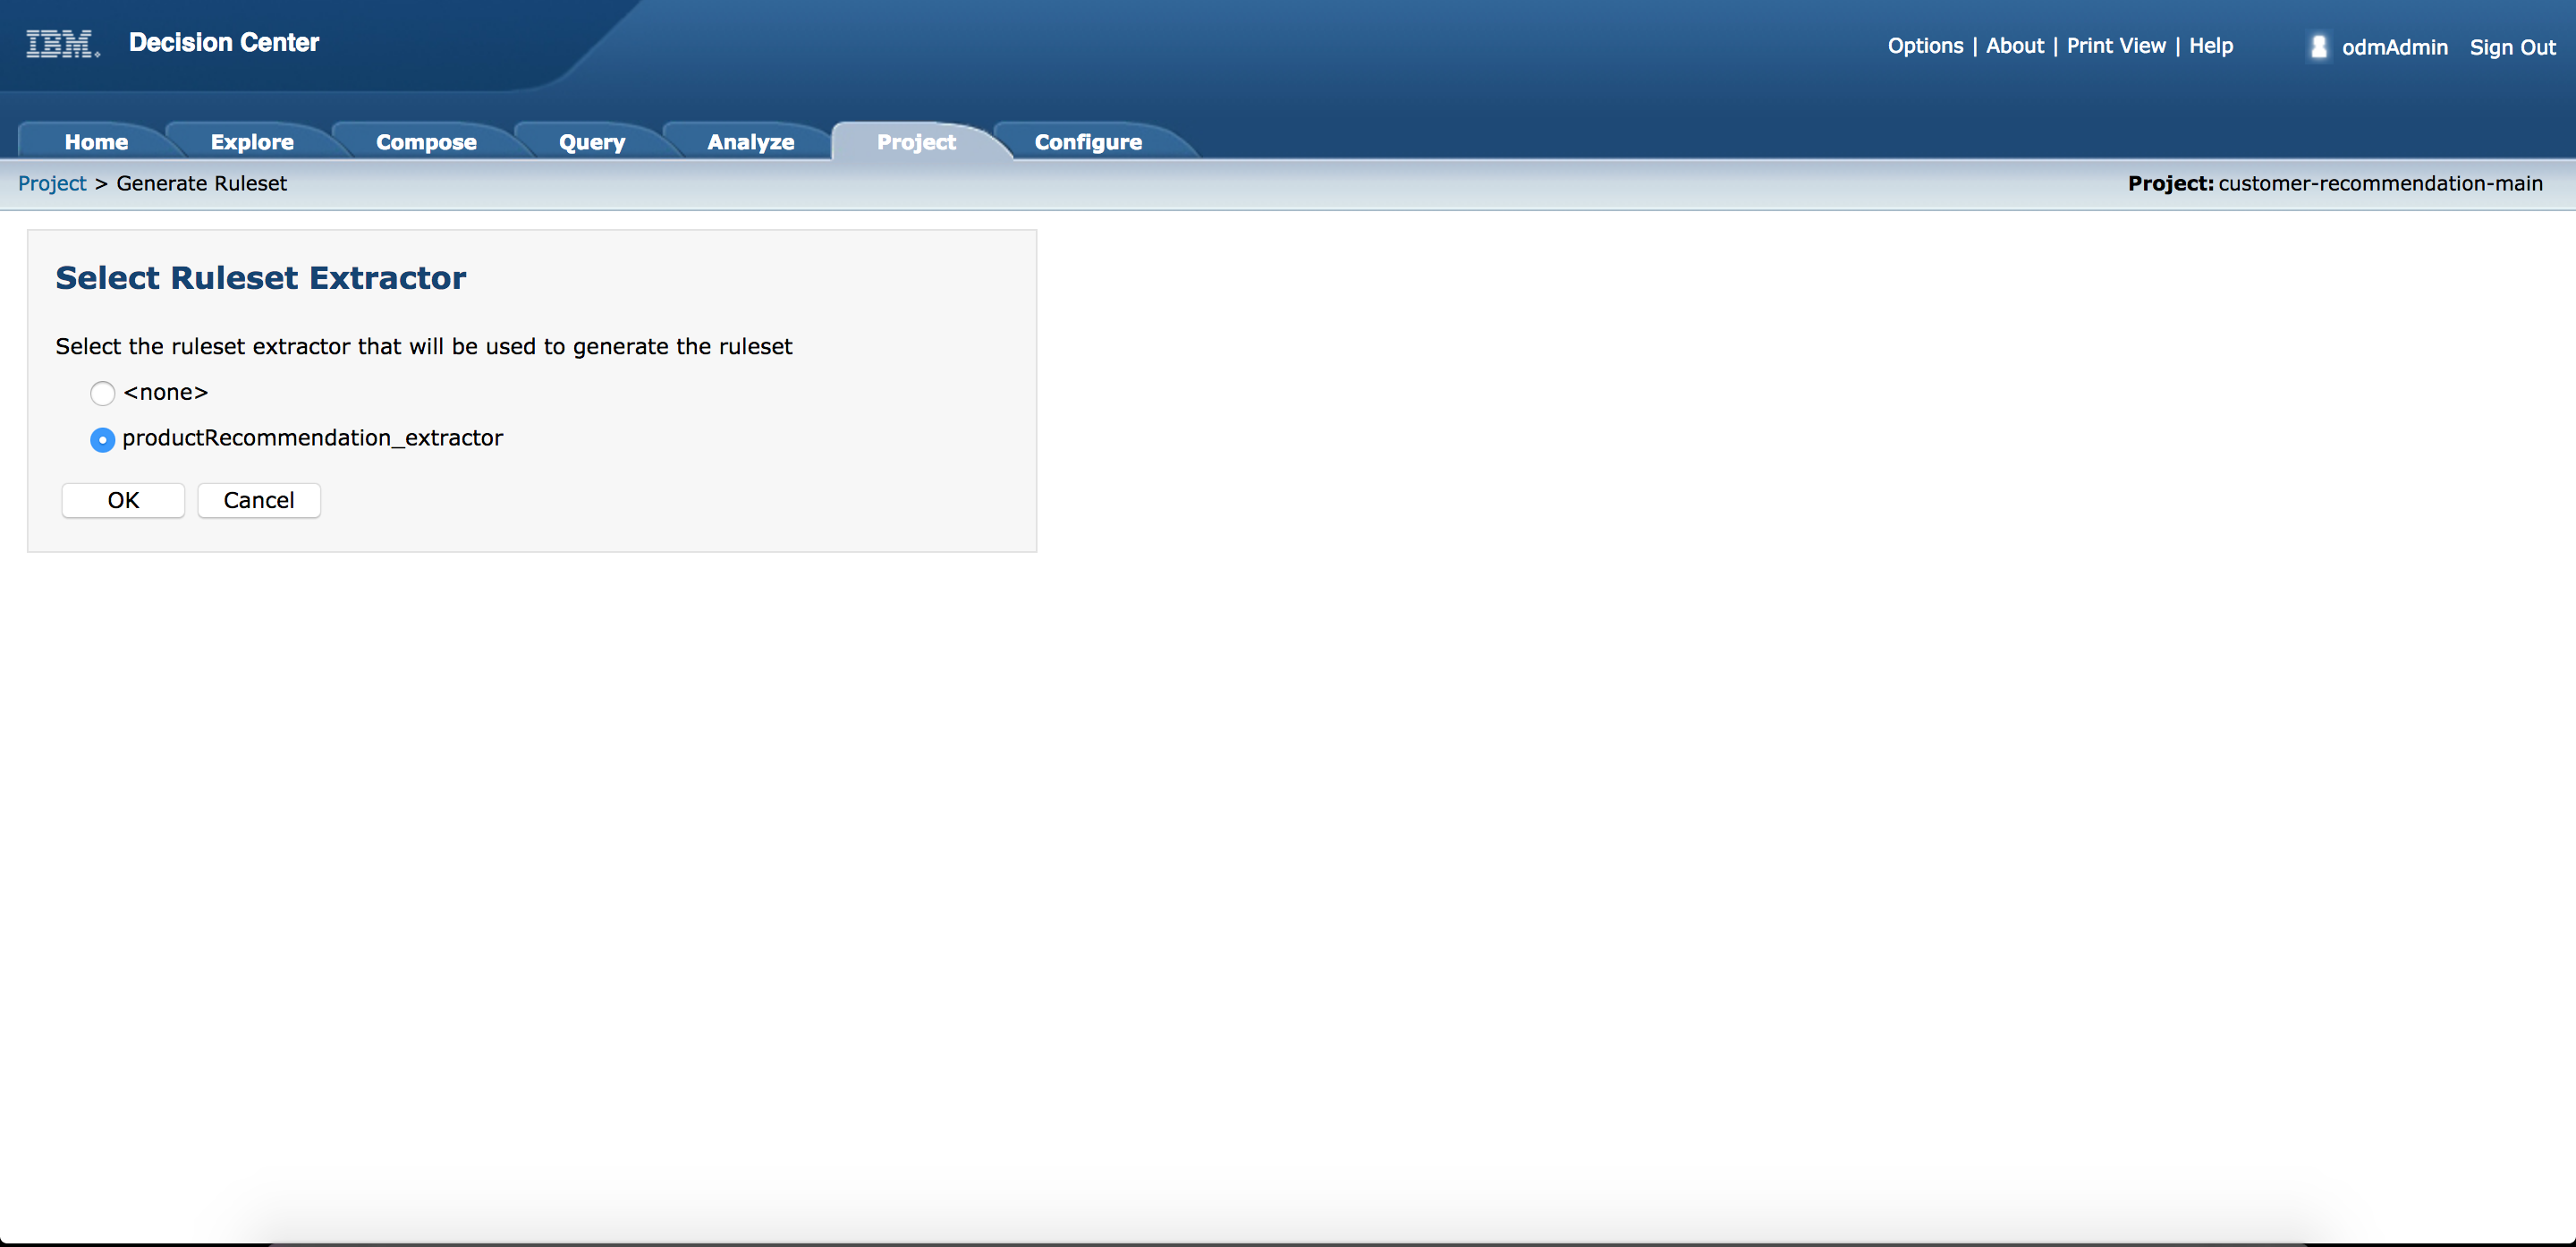 IBM. Decision Center
Options | About | Print View | Help odmAdmin Sign Out
Home Explore Compose Query Analyze Project Configure
Project > Generate Ruleset Project: customer-recommendation-main
Select Ruleset Extractor
Select the ruleset extractor that will be used to generate the ruleset
<none>
productRecommendation_extractor
OK Cancel